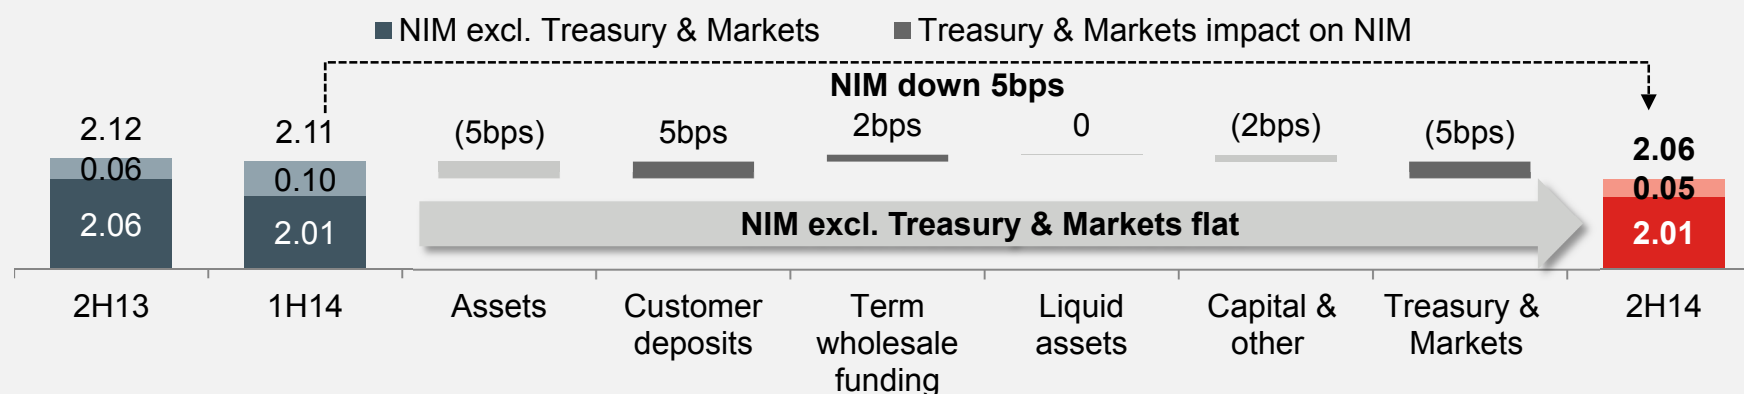 NIM excl. Treasury & Markets
Treasury & Markets impact on NIM
NIM down 5bps
2.12
2.11
(5bps)
5bps
2bps
0
(2bps)
(5bps)
2.06
0.06
0.10
0.05
2.06
2.01
NIM excl. Treasury & Markets flat
2.01
2H13
1H14
Assets
Customer
deposits
Term
wholesale
funding
Liquid
assets
Capital &
other
Treasury &
Markets
2H14